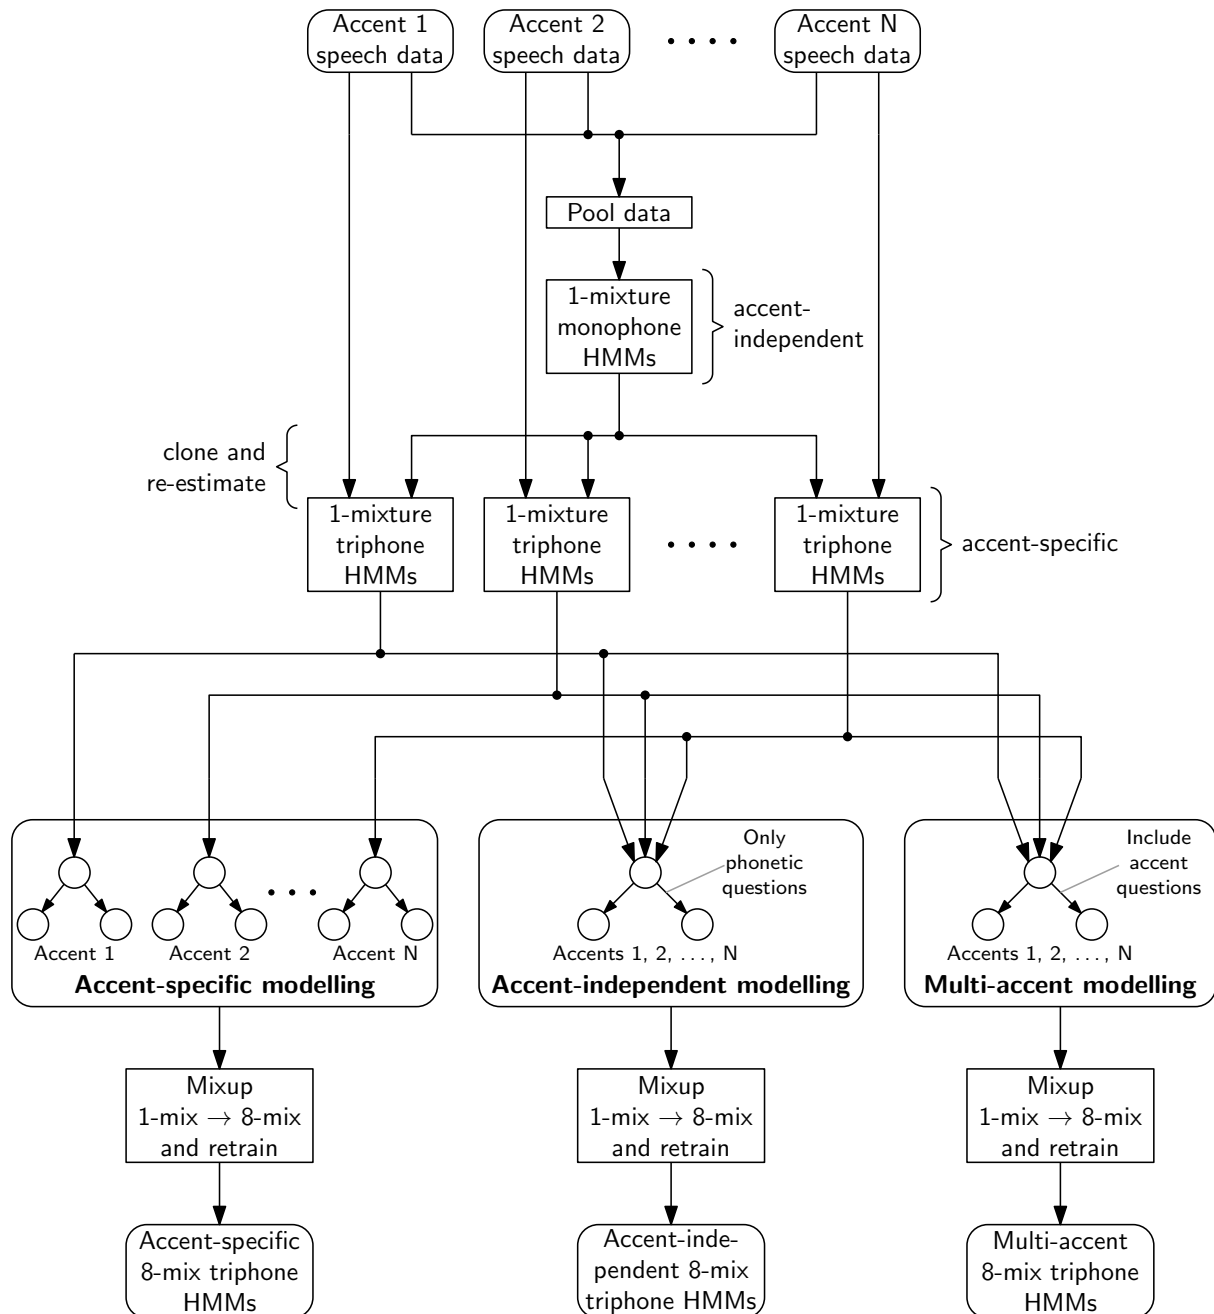 Accent 1
speech data
Accent 2
speech data
Accent N
speech data
Pool data
1-mixture
monophone
HMMs
accent-
independent
clone and
re-estimate
1-mixture
triphone
HMMs
1-mixture
triphone
HMMs
1-mixture
triphone
HMMs
accent-specific
Accent 1
Accent 2
Accent N
Accent-specific modelling
Only
phonetic
questions
Accents 1, 2, . . . , N
Accent-independent modelling
Include
accent
questions
Accents 1, 2, . . . , N
Multi-accent modelling
Mixup
1-mix → 8-mix
and retrain
Mixup
1-mix → 8-mix
and retrain
Mixup
1-mix → 8-mix
and retrain
Accent-specific
8-mix triphone
HMMs
Accent-inde-
pendent 8-mix
triphone HMMs
Multi-accent
8-mix triphone
HMMs